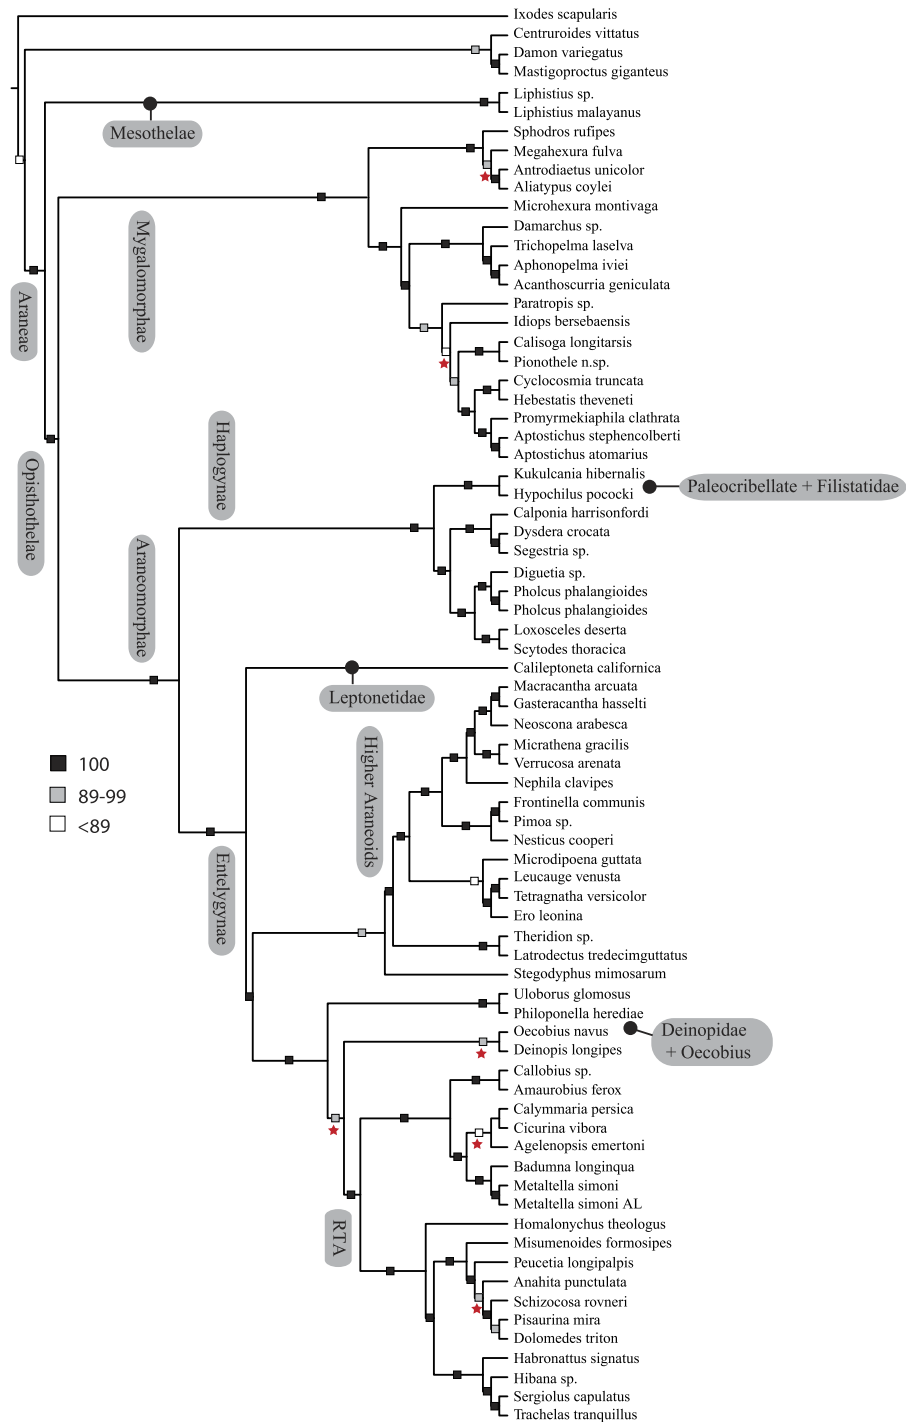 Ixodes scapularis
Centruroides vittatus
Damon variegatus
Mastigoproctus giganteus
Liphistius sp.
Liphistius malayanus
Mesothelae
Sphodros rufipes
Megahexura fulva
Antrodiaetus unicolor
Aliatypus coylei
Microhexura montivaga
Mygalomorphae
Damarchus sp.
Trichopelma laselva
Aphonopelma iviei
Acanthoscurria geniculata
Araneae
Paratropis sp.
Idiops bersebaensis
Calisoga longitarsis
Pionothele n.sp.
Cyclocosmia truncata
Hebestatis theveneti
Promyrmekiaphila clathrata
Aptostichus stephencolberti
Aptostichus atomarius
Haplogynae
Opisthothelae
Kukulcania hibernalis
Hypochilus pococki
Paleocribellate + Filistatidae
Calponia harrisonfordi
Dysdera crocata
Segestria sp.
Araneomorphae
Diguetia sp.
Pholcus phalangioides
Pholcus phalangioides
Loxosceles deserta
Scytodes thoracica
Calileptoneta californica
Leptonetidae
Macracantha arcuata
Gasteracantha hasselti
Neoscona arabesca
Micrathena gracilis
Verrucosa arenata
Nephila clavipes
Higher Araneoids
100
89-99
<89
Frontinella communis
Pimoa sp.
Nesticus cooperi
Microdipoena guttata
Leucauge venusta
Tetragnatha versicolor
Ero leonina
Entelygynae
Theridion sp.
Latrodectus tredecimguttatus
Stegodyphus mimosarum
Uloborus glomosus
Philoponella herediae
Oecobius navus
Deinopis longipes
Deinopidae
+ Oecobius
Callobius sp.
Amaurobius ferox
Calymmaria persica
Cicurina vibora
Agelenopsis emertoni
Badumna longinqua
Metaltella simoni
Metaltella simoni AL
RTA
Homalonychus theologus
Misumenoides formosipes
Peucetia longipalpis
Anahita punctulata
Schizocosa rovneri
Pisaurina mira
Dolomedes triton
Habronattus signatus
Hibana sp.
Sergiolus capulatus
Trachelas tranquillus